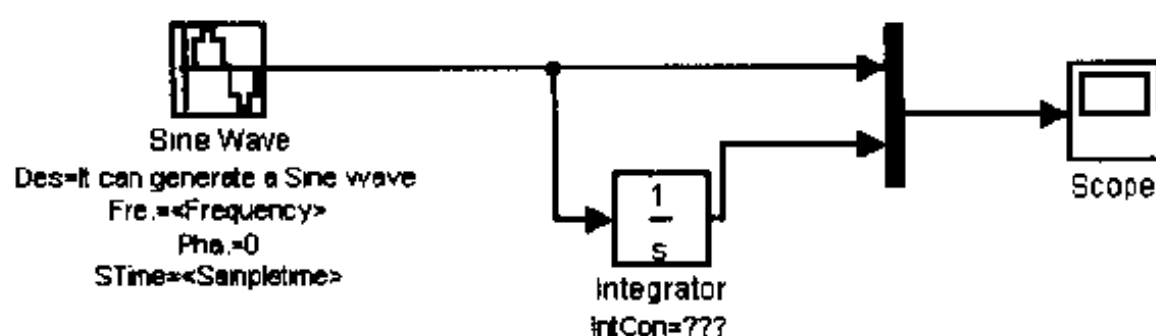 Sine Wave
Des=It can generate a Sine wave
Fre.=<Frequency>
Pha.=0
STime=<Sampletime>
1
s
Integrator
IntCon=???
Scope